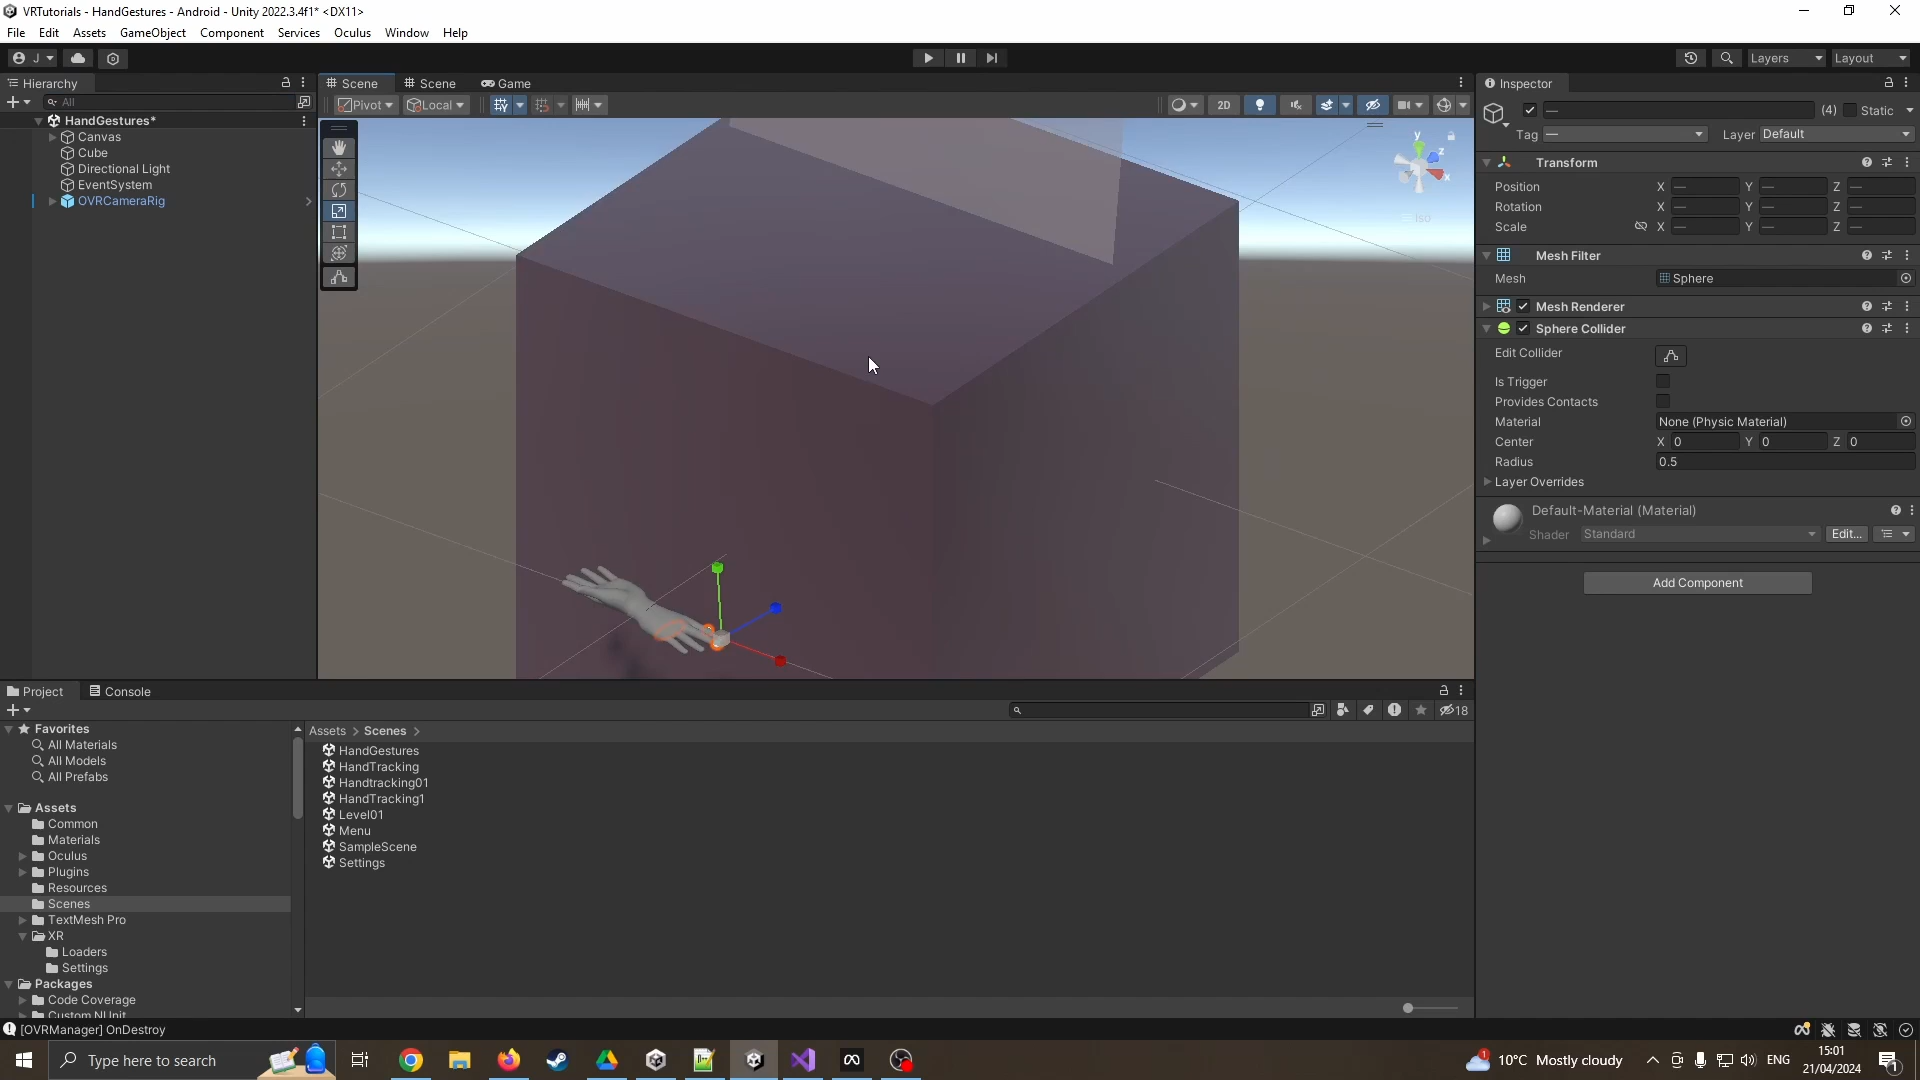 VRTutorials - HandGestures - Android - Unity 2022.3.4f1* <DX11>
File Edit Assets GameObject Component Services Oculus Window Help
J Layers Layout
Hierarchy
All
HandGestures*
Canvas
Cube
Directional Light
EventSystem
OVRCameraRig
Scene Scene Game
Pivot Local 2D
y
z
x
Iso
Inspector
— (4) Static
Tag — Layer Default
Transform
Position X — Y — Z —
Rotation X — Y — Z —
Scale X — Y — Z —
Mesh Filter
Mesh Sphere
Mesh Renderer
Sphere Collider
Edit Collider
Is Trigger
Provides Contacts
Material None (Physic Material)
Center X 0 Y 0 Z 0
Radius 0.5
Layer Overrides
Default-Material (Material)
Shader Standard Edit...
Add Component
Project Console
18
Favorites
All Materials
All Models
All Prefabs
Assets
Common
Materials
Oculus
Plugins
Resources
Scenes
TextMesh Pro
XR
Loaders
Settings
Packages
Code Coverage
Custom NUnit
Assets > Scenes >
HandGestures
HandTracking
Handtracking01
HandTracking1
Level01
Menu
SampleScene
Settings
[OVRManager] OnDestroy
Type here to search
1 10°C Mostly cloudy ENG 15:01 21/04/2024 1